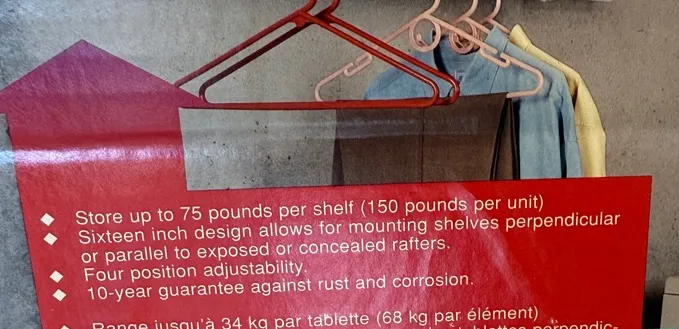 Store up to 75 pounds per shelf (150 pounds per unit)
Sixteen inch design allows for mounting shelves perpendicular
or parallel to exposed or concealed rafters.
Four position adjustability.
10-year guarantee against rust and corrosion.
Range jusqu'à 34 kg par tablette (68 kg par élément)
tablettes perpendic-